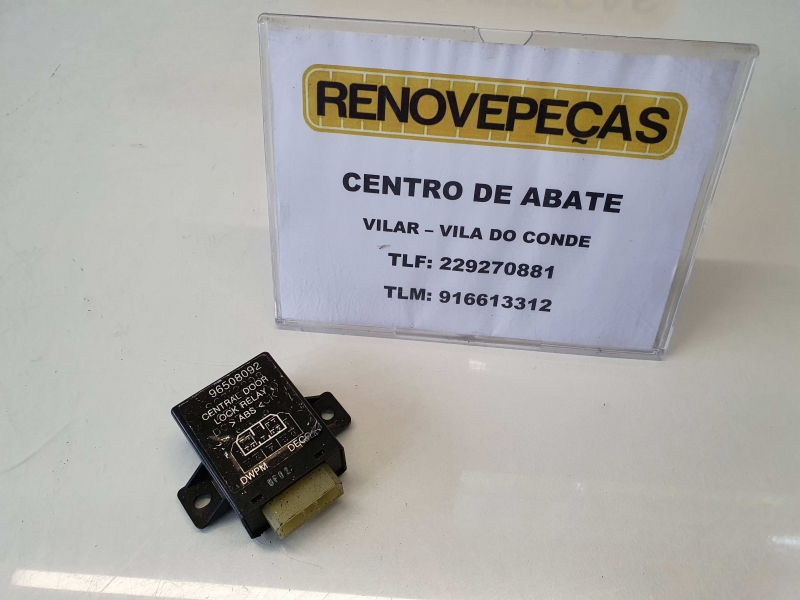 RENOVEPEÇAS
CENTRO DE ABATE
VILAR – VILA DO CONDE
TLF: 229270881
TLM: 916613312
96508092
CENTRAL DOOR
LOCK RELAY
> ABS <
DWPM